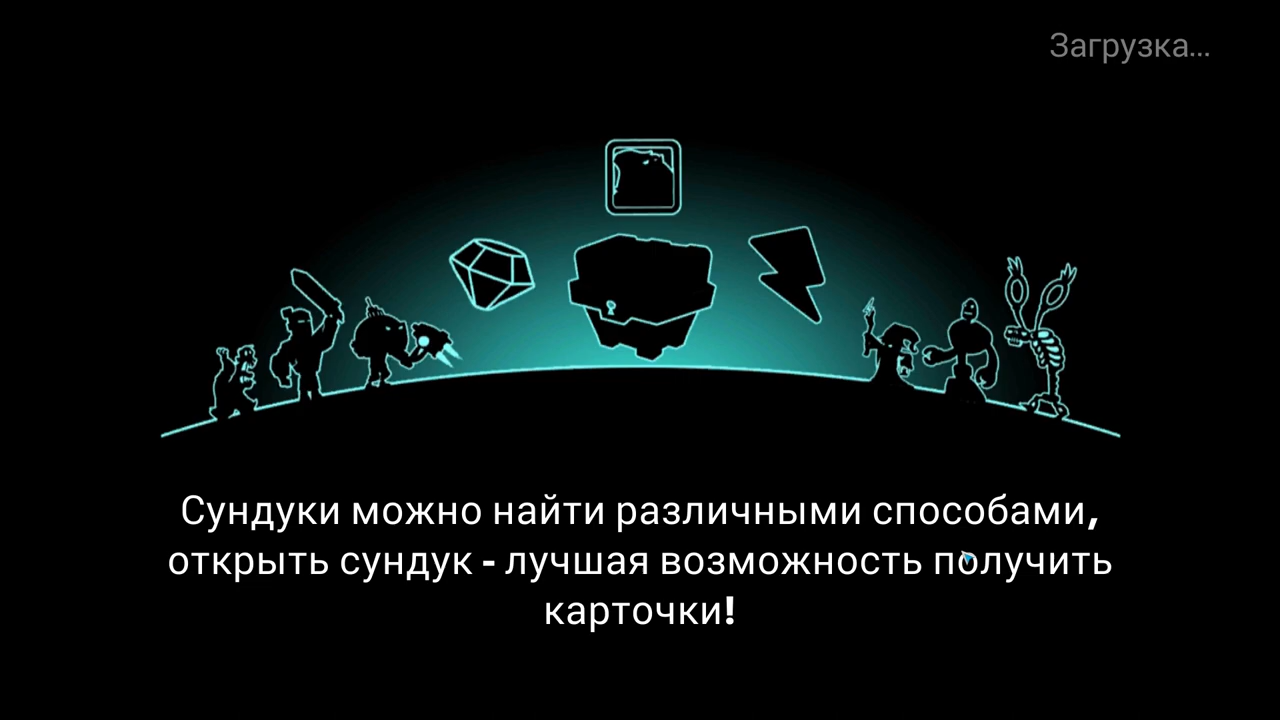 Загрузка...
Сундуки можно найти различными способами,
открыть сундук - лучшая возможность получить
карточки!